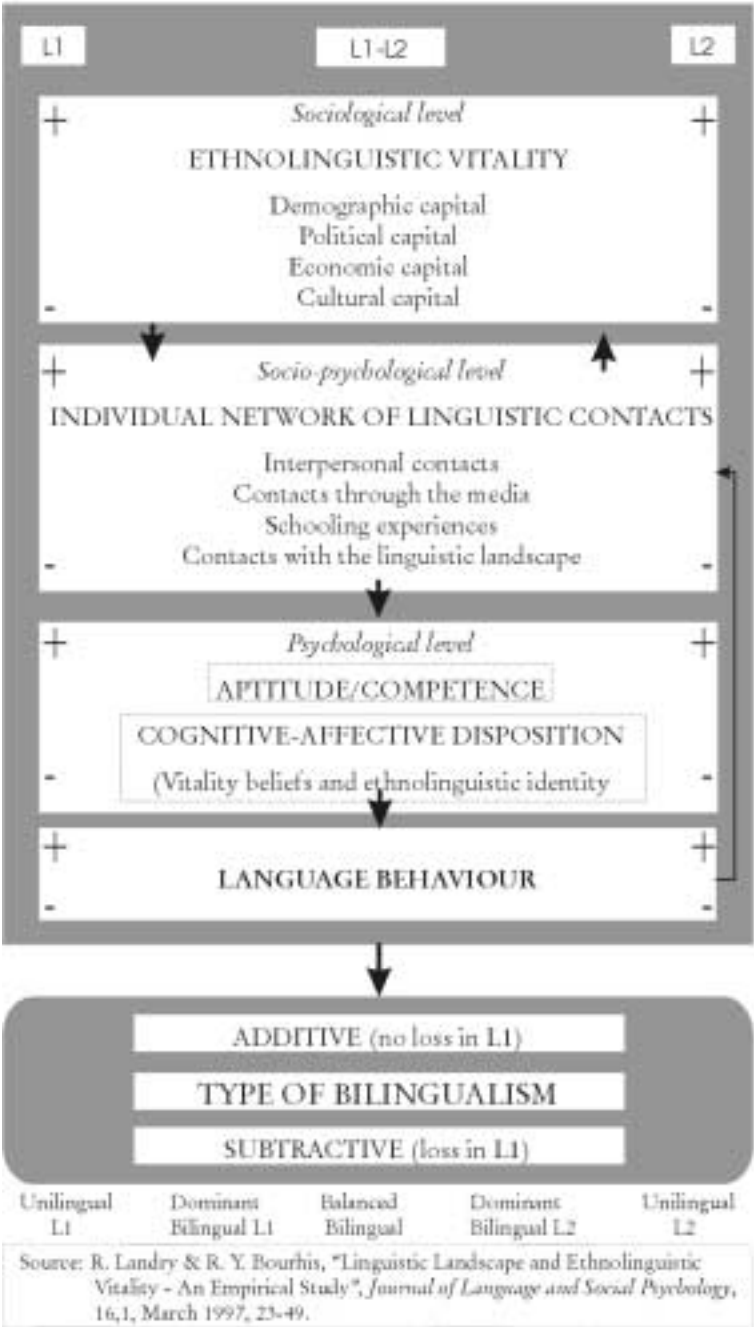 L1 L1-L2 L2
+ Sociological level +
ETHNOLINGUISTIC VITALITY
Demographic capital
Political capital
Economic capital
- Cultural capital -
+ Socio-psychological level +
INDIVIDUAL NETWORK OF LINGUISTIC CONTACTS
Interpersonal contacts
Contacts through the media
Schooling experiences
- Contacts with the linguistic landscape -
+ Psychological level +
APTITUDE/COMPETENCE
COGNITIVE-AFFECTIVE DISPOSITION
- (Vitality beliefs and ethnolinguistic identity -
+ +
LANGUAGE BEHAVIOUR
- -
ADDITIVE (no loss in L1)
TYPE OF BILINGUALISM
SUBTRACTIVE (loss in L1)
Unilingual Dominant Balanced Dominant Unilingual
L1 Bilingual L1 Bilingual Bilingual L2 L2
Source: R. Landry & R. Y. Bourhis, "Linguistic Landscape and Ethnolinguistic
Vitality - An Empirical Study", Journal of Language and Social Psychology,
16,1, March 1997, 23-49.